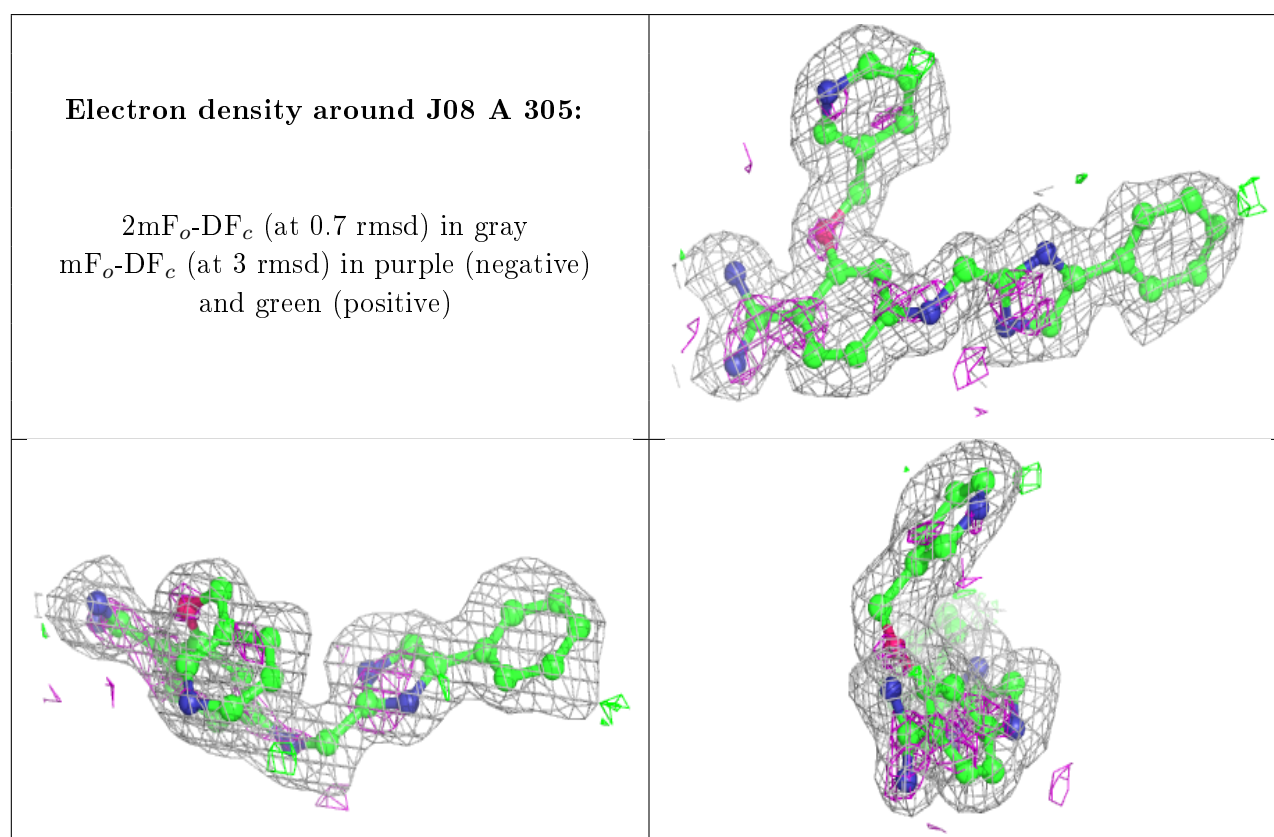 Electron density around J08 A 305:
2mFo-DFc (at 0.7 rmsd) in gray
mFo-DFc (at 3 rmsd) in purple (negative)
and green (positive)